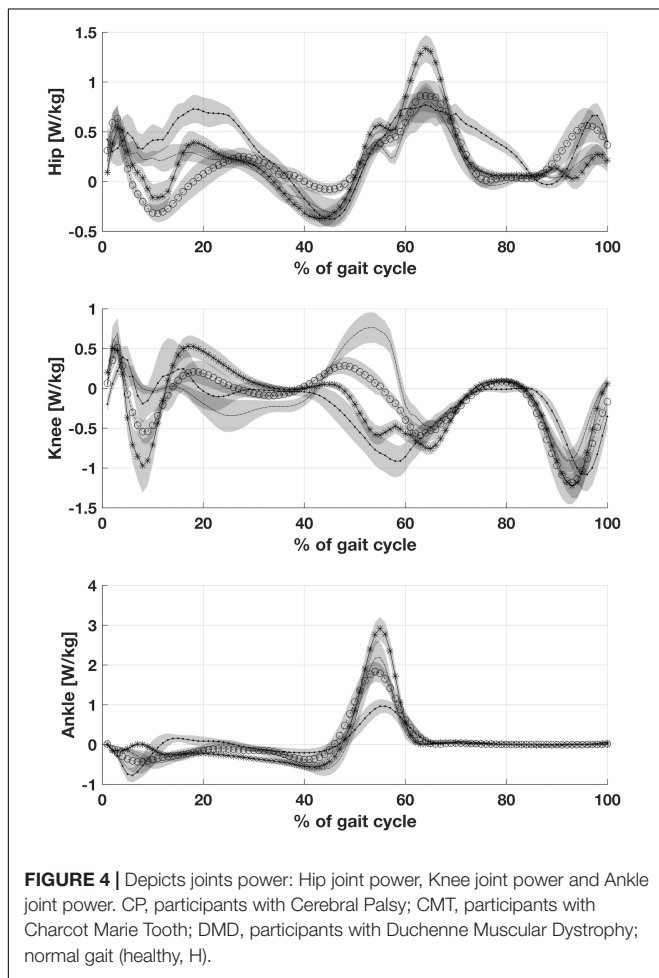 1.5
1
0.5
0
-0.5
Hip [W/kg]
0 20 40 60 80 100
% of gait cycle
1
0.5
0
-0.5
-1
-1.5
Knee [W/kg]
0 20 40 60 80 100
% of gait cycle
4
3
2
1
0
-1
Ankle [W/kg]
0 20 40 60 80 100
% of gait cycle
FIGURE 4 | Depicts joints power: Hip joint power, Knee joint power and Ankle
joint power. CP, participants with Cerebral Palsy; CMT, participants with
Charcot Marie Tooth; DMD, participants with Duchenne Muscular Dystrophy;
normal gait (healthy, H).